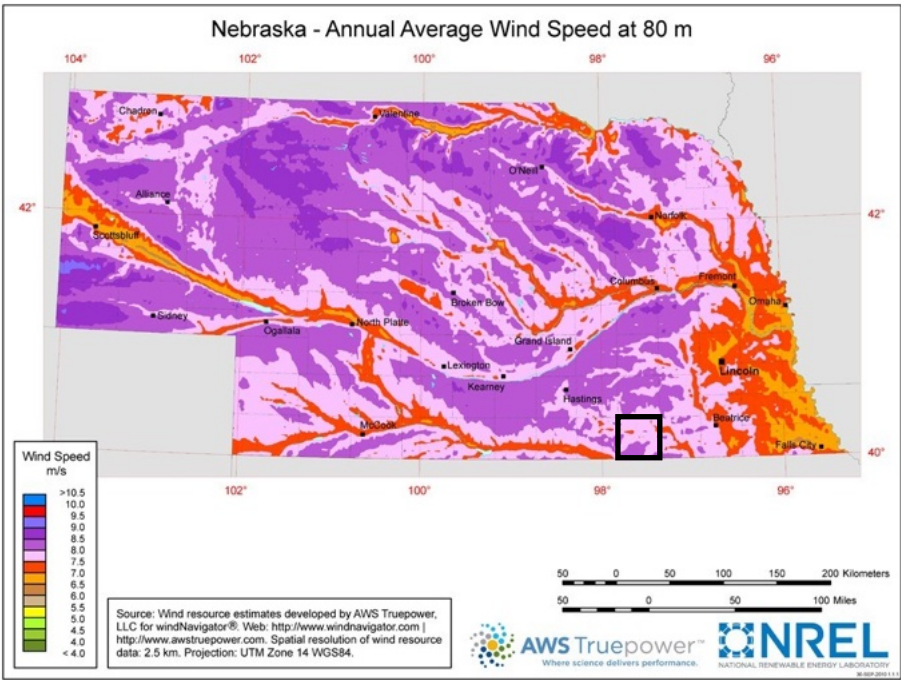 Nebraska - Annual Average Wind Speed at 80 m
104° 102° 100° 98° 96°
Chadron
Valentine
O'Neill
Alliance
42° 42°
Norfolk
Scottsbluff
Columbus Fremont
Broken Bow Omaha
Sidney
Ogallala North Platte
Grand Island
Lexington Lincoln
Kearney
Hastings
McCook Beatrice
Falls City
40° 40°
102° 100° 98° 96°
Wind Speed
m/s
>10.5
10.0
9.5
9.0
8.5
8.0
7.5
7.0
6.5
6.0
5.5
5.0
4.5
4.0
< 4.0
50 0 50 100 150 200 Kilometers
50 0 50 100 Miles
Source: Wind resource estimates developed by AWS Truepower,
LLC for windNavigator®. Web: http://www.windnavigator.com |
http://www.awstruepower.com. Spatial resolution of wind resource
data: 2.5 km. Projection: UTM Zone 14 WGS84.
AWS Truepower™
Where science delivers performance.
NREL
NATIONAL RENEWABLE ENERGY LABORATORY